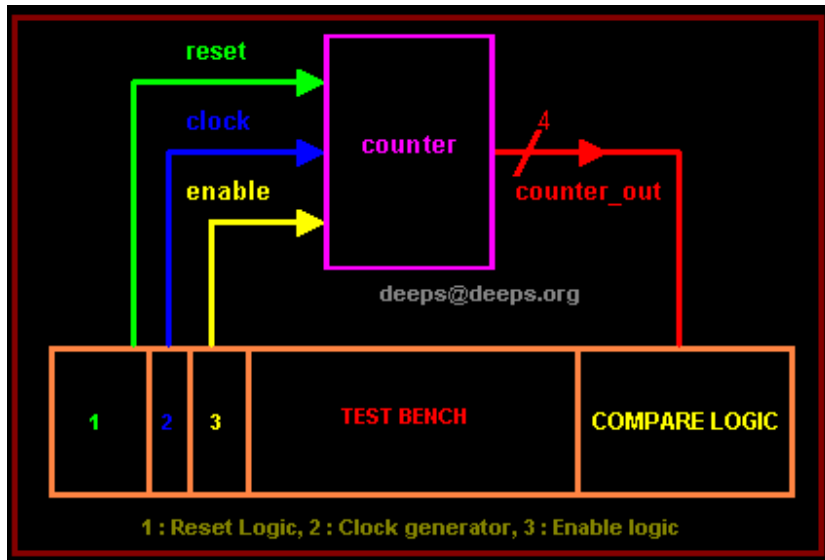 reset
4
clock
counter
enable
counter_out
deeps@deeps.org
1
2
3
TEST BENCH
COMPARE LOGIC
1 : Reset Logic, 2 : Clock generator, 3 : Enable logic